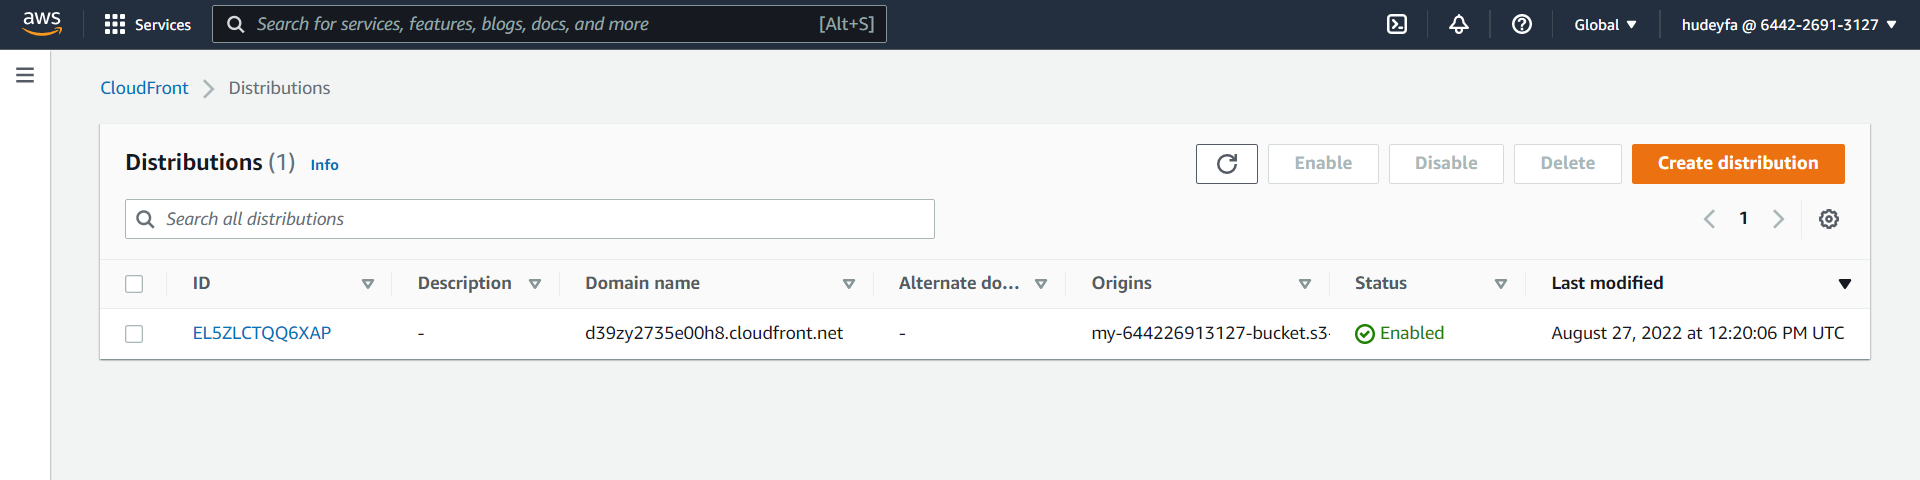 aws Services Search for services, features, blogs, docs, and more [Alt+S] Global hudeyfa @ 6442-2691-3127
CloudFront Distributions
Distributions (1) Info Enable Disable Delete Create distribution
Search all distributions 1
ID Description Domain name Alternate do... Origins Status Last modified
EL5ZLCTQQ6XAP - d39zy2735e00h8.cloudfront.net - my-644226913127-bucket.s3- Enabled August 27, 2022 at 12:20:06 PM UTC